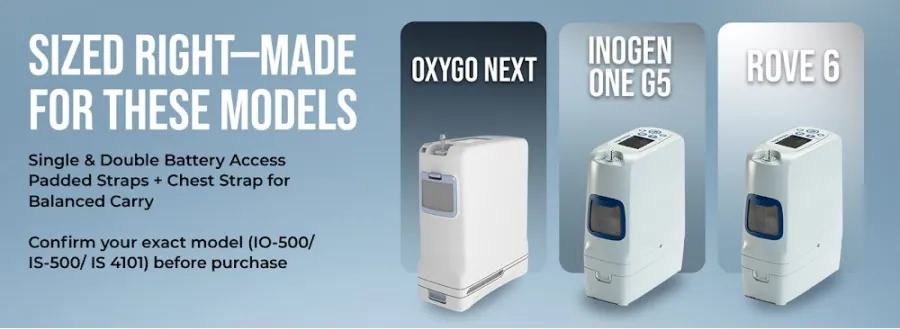 SIZED RIGHT—MADE
FOR THESE MODELS
Single & Double Battery Access
Padded Straps + Chest Strap for
Balanced Carry
Confirm your exact model (IO-500/
IS-500/ IS 4101) before purchase
OXYGO NEXT
INOGEN
ONE G5
ROVE 6